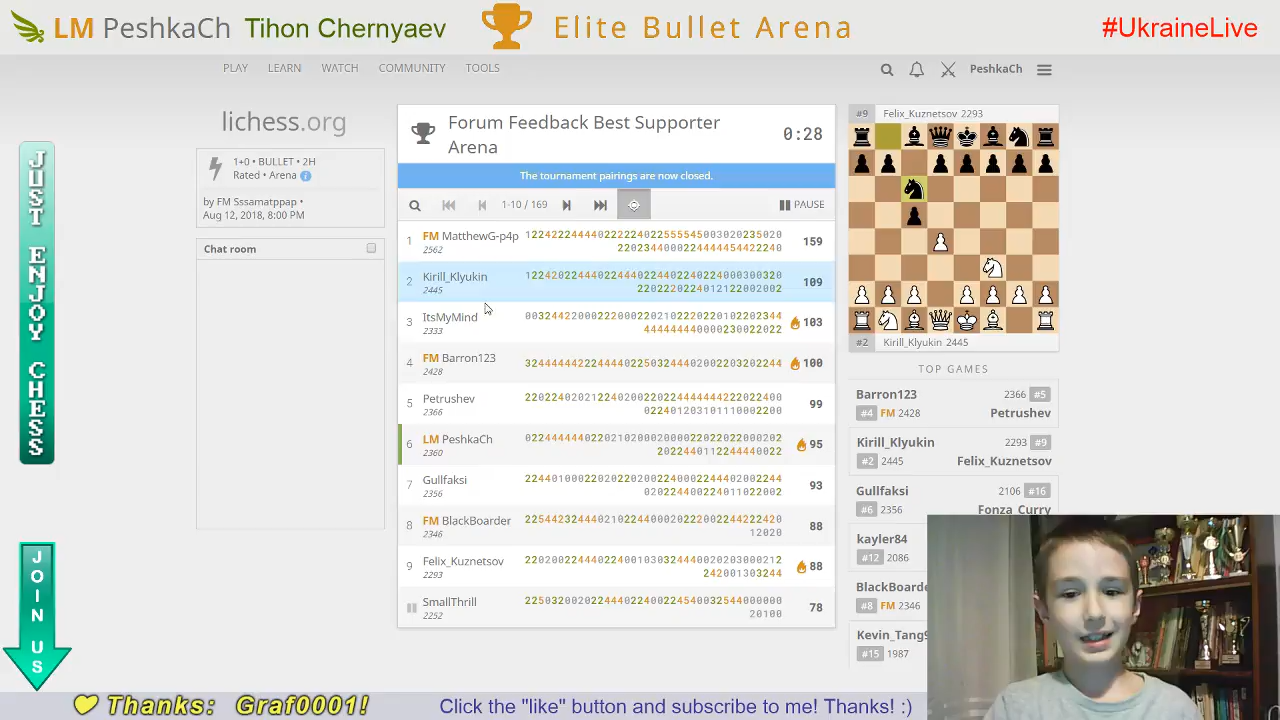 LM PeshkaCh Tihon Chernyaev
Elite Bullet Arena
#UkraineLive
PLAY LEARN WATCH COMMUNITY TOOLS
PeshkaCh
lichess.org
1+0 • BULLET • 2H
Rated • Arena
by FM Sssamatppap •
Aug 12, 2018, 8:00 PM
Chat room
JUST ENJOY CHESS
JOIN US
Forum Feedback Best Supporter
Arena
0:28
The tournament pairings are now closed.
1-10 / 169
PAUSE
1 FM MatthewG-p4p 159
2562
2 Kirill_Klyukin 109
2445
3 ItsMyMind 103
2333
4 FM Barron123 100
2428
5 Petrushev 99
2366
6 LM PeshkaCh 95
2360
7 Gullfaksi 93
2356
8 FM BlackBoarder 88
2346
9 Felix_Kuznetsov 88
2293
SmallThrill 78
2252
#9 Felix_Kuznetsov 2293
#2 Kirill_Klyukin 2445
TOP GAMES
Barron123 2366 #5
#4 FM 2428 Petrushev
Kirill_Klyukin 2293 #9
#2 2445 Felix_Kuznetsov
Gullfaksi 2106 #16
#6 2356 Fonza_Curry
kayler84
#12 2086
BlackBoarde
#8 FM 2346
Kevin_Tang9
#15 1987
Thanks: Graf0001!
Click the "like" button and subscribe to me! Thanks! :)